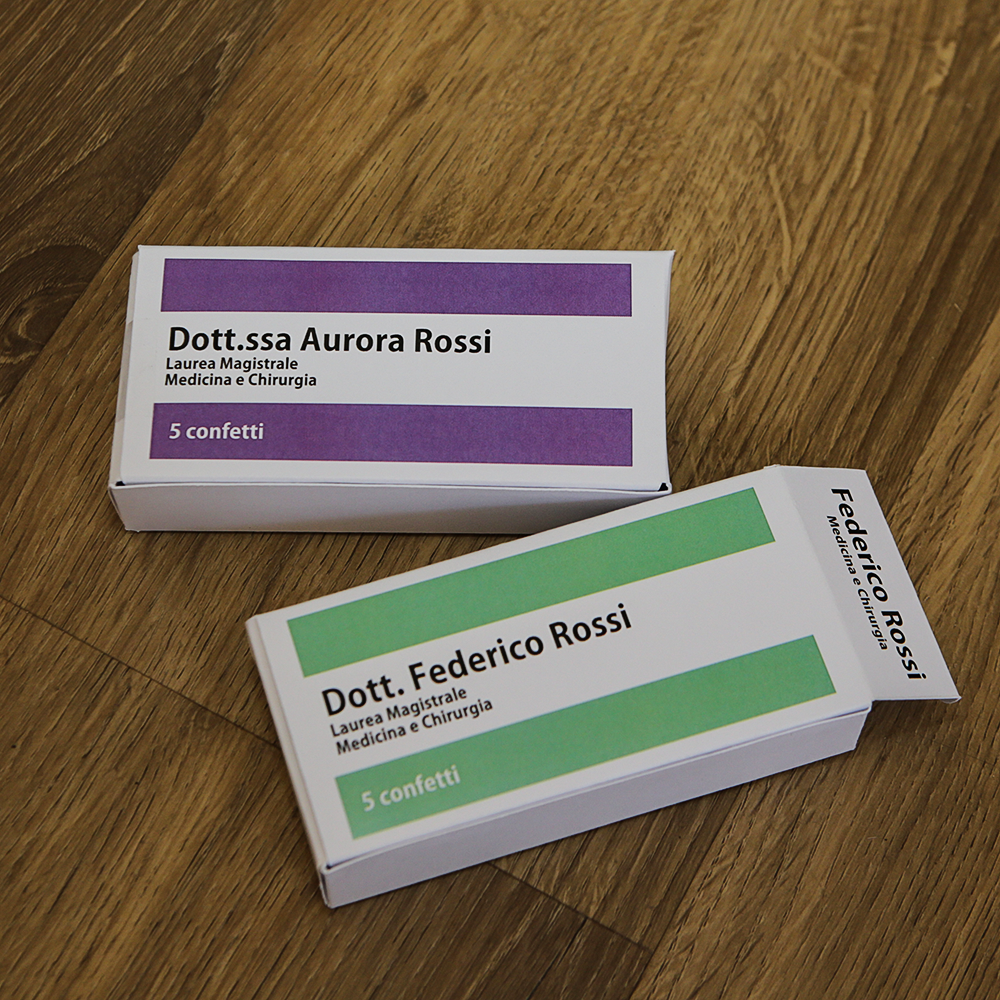 Dott.ssa Aurora Rossi
Laurea Magistrale
Medicina e Chirurgia
5 confetti
Dott. Federico Rossi
Laurea Magistrale
Medicina e Chirurgia
5 confetti
Federico Rossi
Medicina e Chirurgia